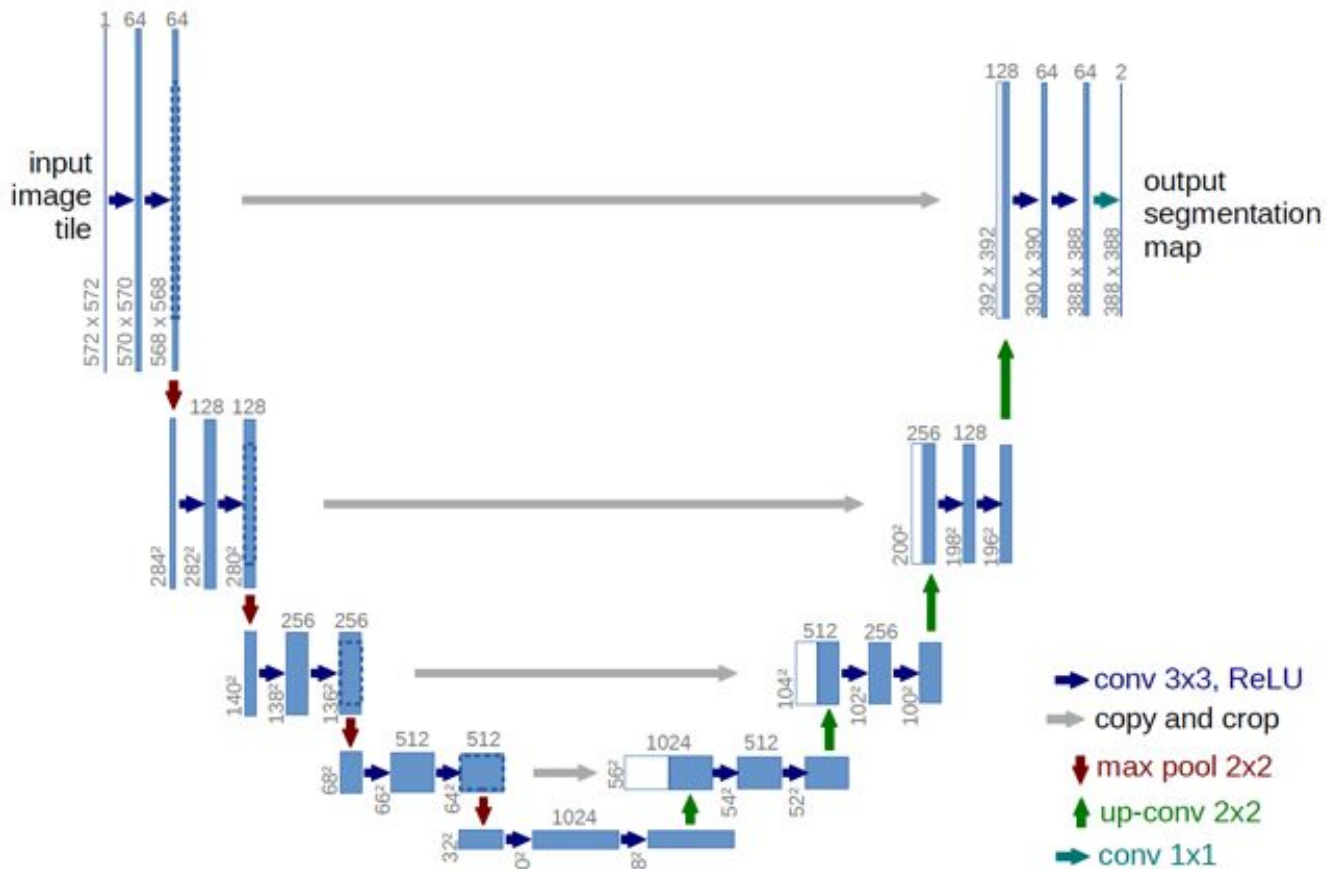 1 64 64
input
image
tile
572 x 572
570 x 570
568 x 568
128 64 64 2
output
segmentation
map
392 x 392
390 x 390
388 x 388
388 x 388
128 128
284²
282²
280²
256 128
200²
198²
196²
256 256
140²
138²
136²
512 256
104²
102²
100²
512 512
68²
66²
64²
1024 512
56²
54²
52²
1024
32²
0²
8²
conv 3x3, ReLU
copy and crop
max pool 2x2
up-conv 2x2
conv 1x1